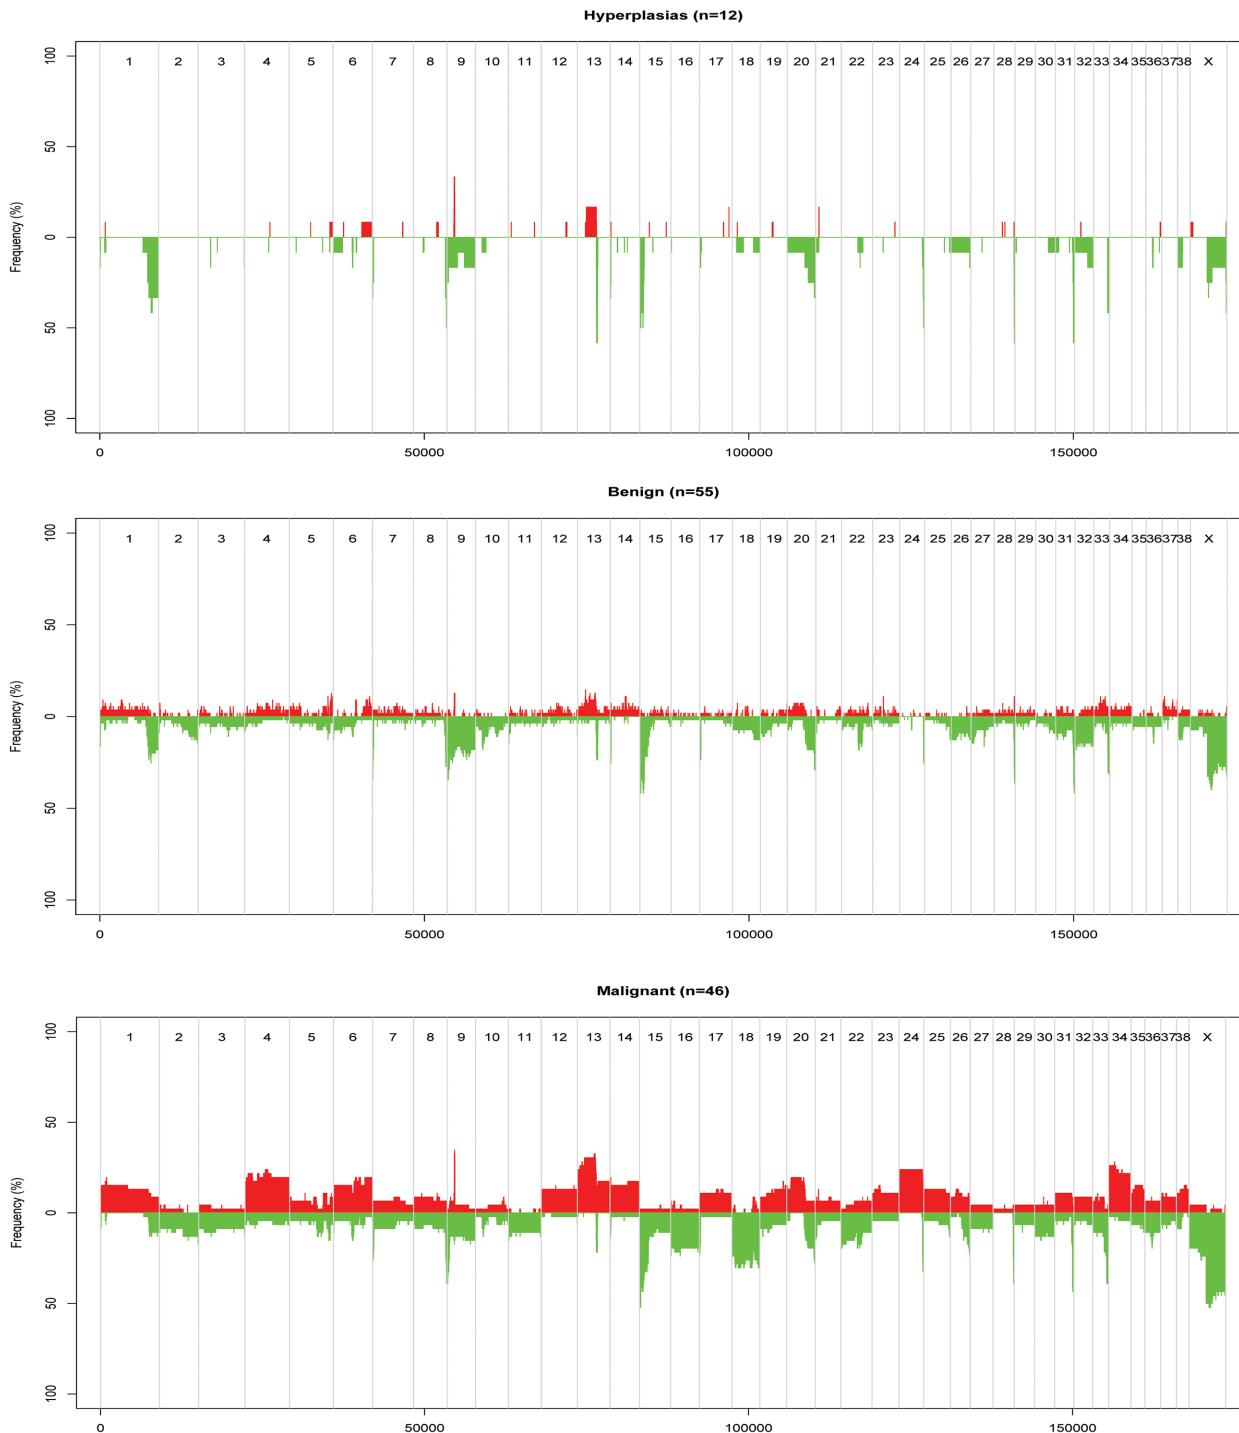 Hyperplasias (n=12)
1 2 3 4 5 6 7 8 9 10 11 12 13 14 15 16 17 18 19 20 21 22 23 24 25 26 27 28 29 30 31 32 33 34 35 36 37 38 X
100
50
0
50
100
Frequency (%)
0 50000 100000 150000
Benign (n=55)
1 2 3 4 5 6 7 8 9 10 11 12 13 14 15 16 17 18 19 20 21 22 23 24 25 26 27 28 29 30 31 32 33 34 35 36 37 38 X
100
50
0
50
100
Frequency (%)
0 50000 100000 150000
Malignant (n=46)
1 2 3 4 5 6 7 8 9 10 11 12 13 14 15 16 17 18 19 20 21 22 23 24 25 26 27 28 29 30 31 32 33 34 35 36 37 38 X
100
50
0
50
100
Frequency (%)
0 50000 100000 150000